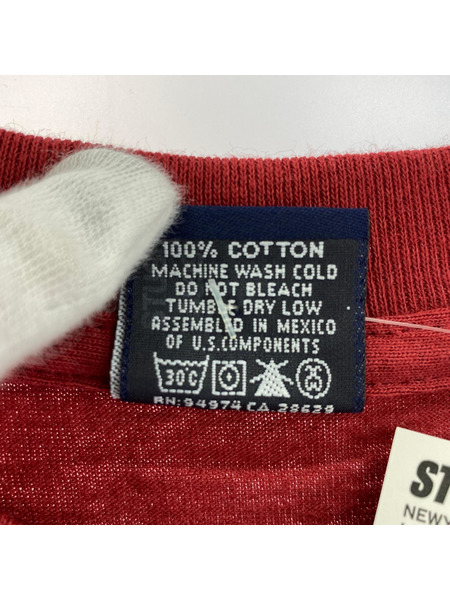 100% COTTON
MACHINE WASH COLD
DO NOT BLEACH
TUMBLE DRY LOW
ASSEMBLED IN MEXICO
OF U.S. COMPONENTS
30C
RN: 94974 CA 28629
ST
NEWY